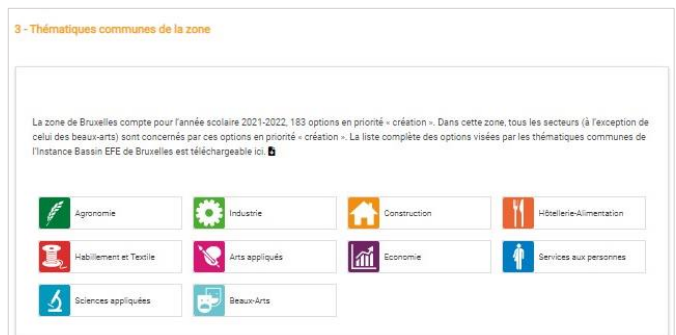 3 - Thématiques communes de la zone
La zone de Bruxelles compte pour l'année scolaire 2021-2022, 183 options en priorité « création ». Dans cette zone, tous les secteurs (à l'exception de
celui des beaux-arts) sont concernés par ces options en priorité « création ». La liste complète des options visées par les thématiques communes de
l'Instance Bassin EFE de Bruxelles est téléchargeable ici.
Agronomie
Industrie
Construction
Hôtellerie-Alimentation
Habillement et Textile
Arts appliqués
Economie
Services aux personnes
Sciences appliquées
Beaux-Arts